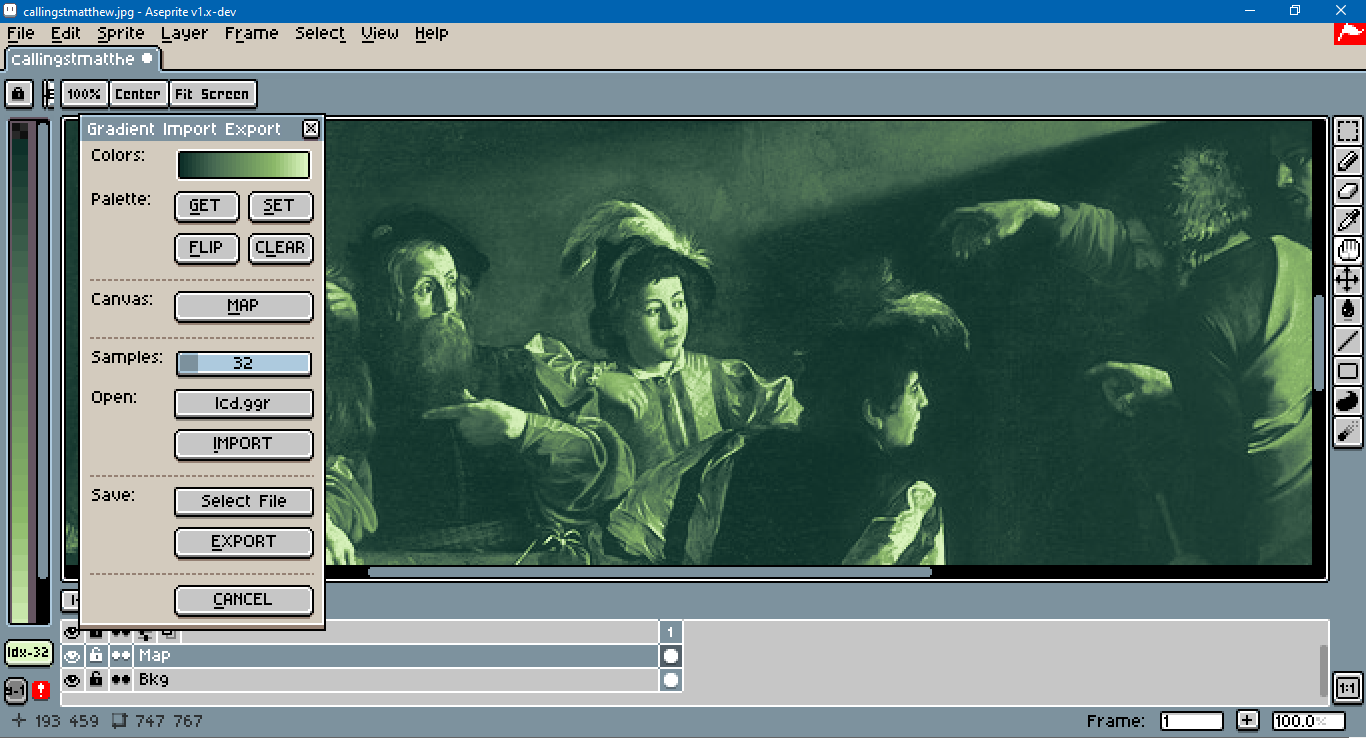 callingstmatthew.jpg - Aseprite v1.x-dev
File Edit Sprite Layer Frame Select View Help
callingstmatthe
100% Center Fit Screen
Gradient Import Export
Colors:
Palette: GET SET
FLIP CLEAR
Canvas: MAP
Samples: 32
Open: lcd.ggr
IMPORT
Save: Select File
EXPORT
CANCEL
1
Map
Idx-32
Bkg
1:1
193 459 747 767
Frame: 1 + 100.0